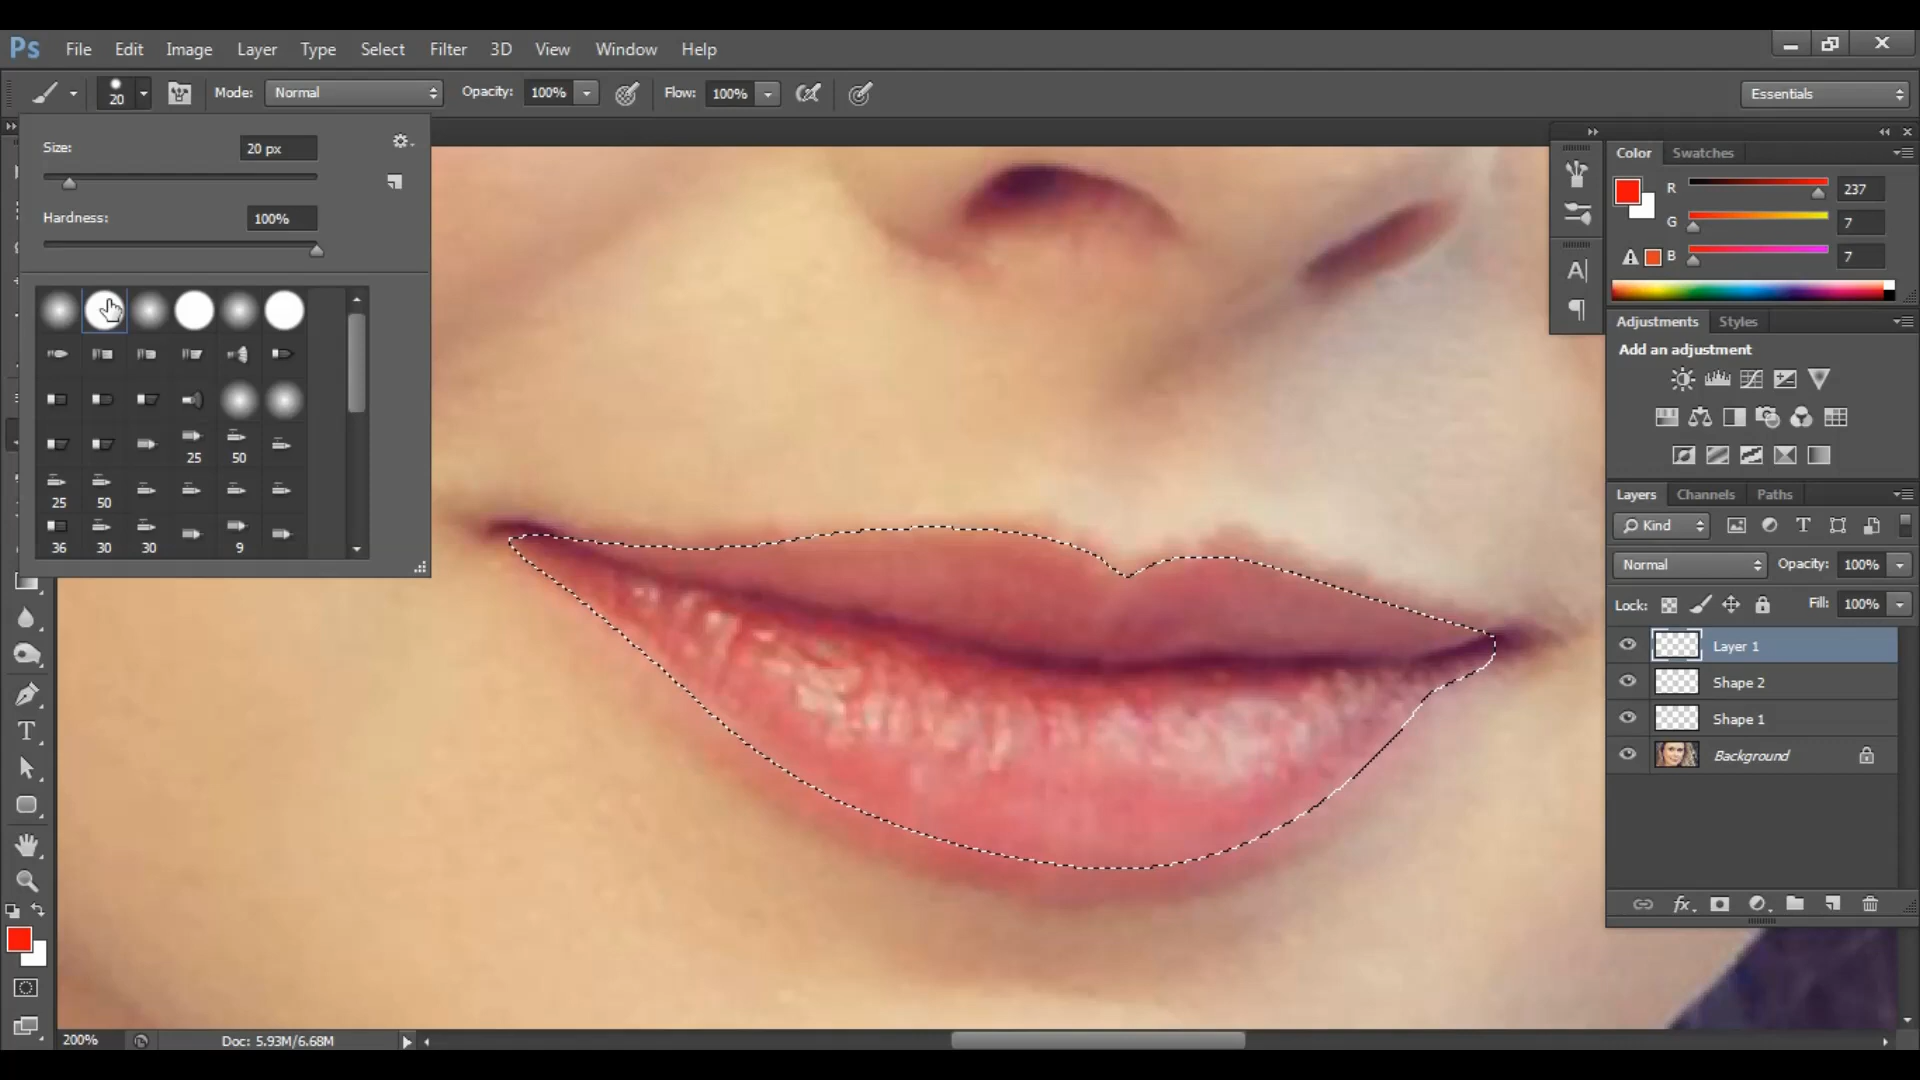 Ps File Edit Image Layer Type Select Filter 3D View Window Help
20 Mode: Normal Opacity: 100% Flow: 100% Essentials
Size: 20 px
Hardness: 100%
25 50
25 50
36 30 30 9
Color Swatches
R 237
G 7
B 7
Adjustments Styles
Add an adjustment
Layers Channels Paths
Kind
Normal Opacity: 100%
Lock: Fill: 100%
Layer 1
Shape 2
Shape 1
Background
200% Doc: 5.93M/6.68M